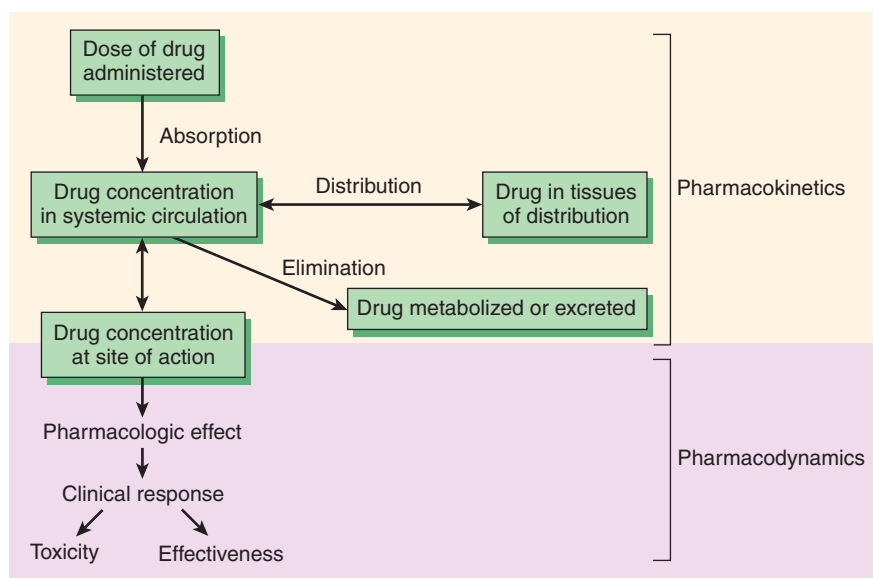 Dose of drug
administered
Absorption
Drug concentration
in systemic circulation
Distribution
Drug in tissues
of distribution
Pharmacokinetics
Elimination
Drug metabolized or excreted
Drug concentration
at site of action
Pharmacologic effect
Pharmacodynamics
Clinical response
Toxicity
Effectiveness